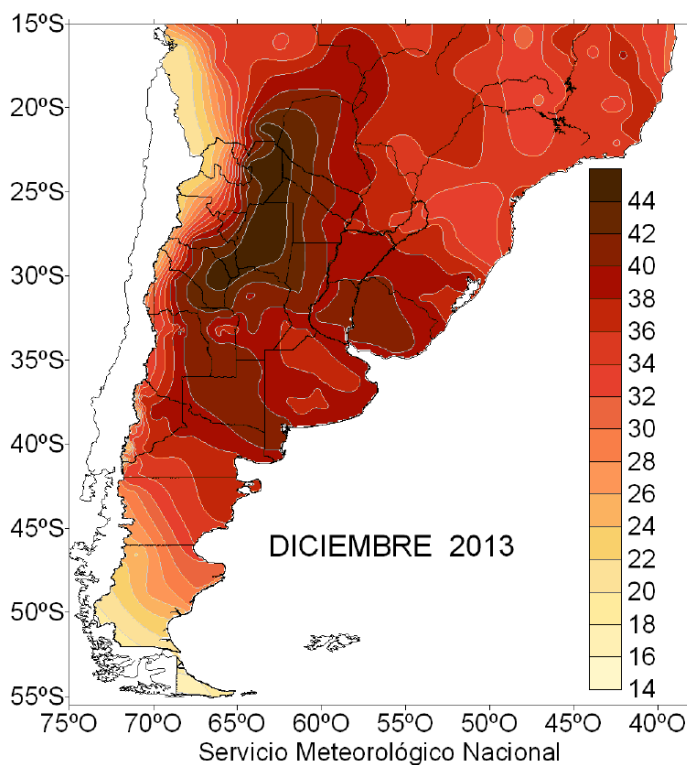 15ºS
20ºS
25ºS
30ºS
35ºS
40ºS
45ºS
50ºS
55ºS
44
42
40
38
36
34
32
30
28
26
24
22
20
18
16
14
DICIEMBRE 2013
75ºO 70ºO 65ºO 60ºO 55ºO 50ºO 45ºO 40ºO
Servicio Meteorológico Nacional